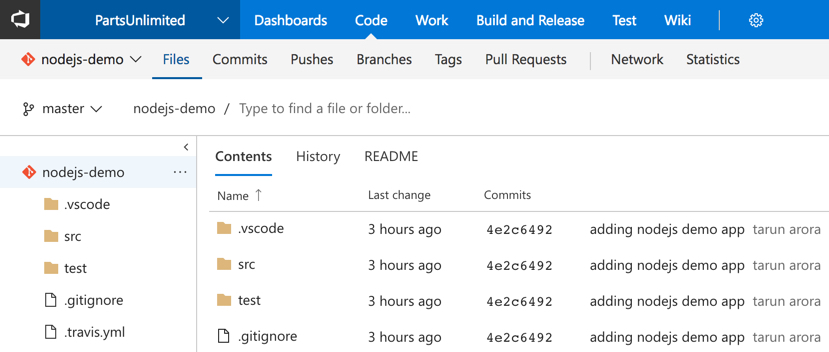 PartsUnlimited Dashboards Code Work Build and Release Test Wiki
nodejs-demo Files Commits Pushes Branches Tags Pull Requests Network Statistics
master nodejs-demo / Type to find a file or folder...
Contents History README
nodejs-demo ...
Name ↑ Last change Commits
.vscode
src
test
.gitignore
.travis.yml
.vscode 3 hours ago 4e2c6492 adding nodejs demo app tarun arora
src 3 hours ago 4e2c6492 adding nodejs demo app tarun arora
test 3 hours ago 4e2c6492 adding nodejs demo app tarun arora
.gitignore 3 hours ago 4e2c6492 adding nodejs demo app tarun arora